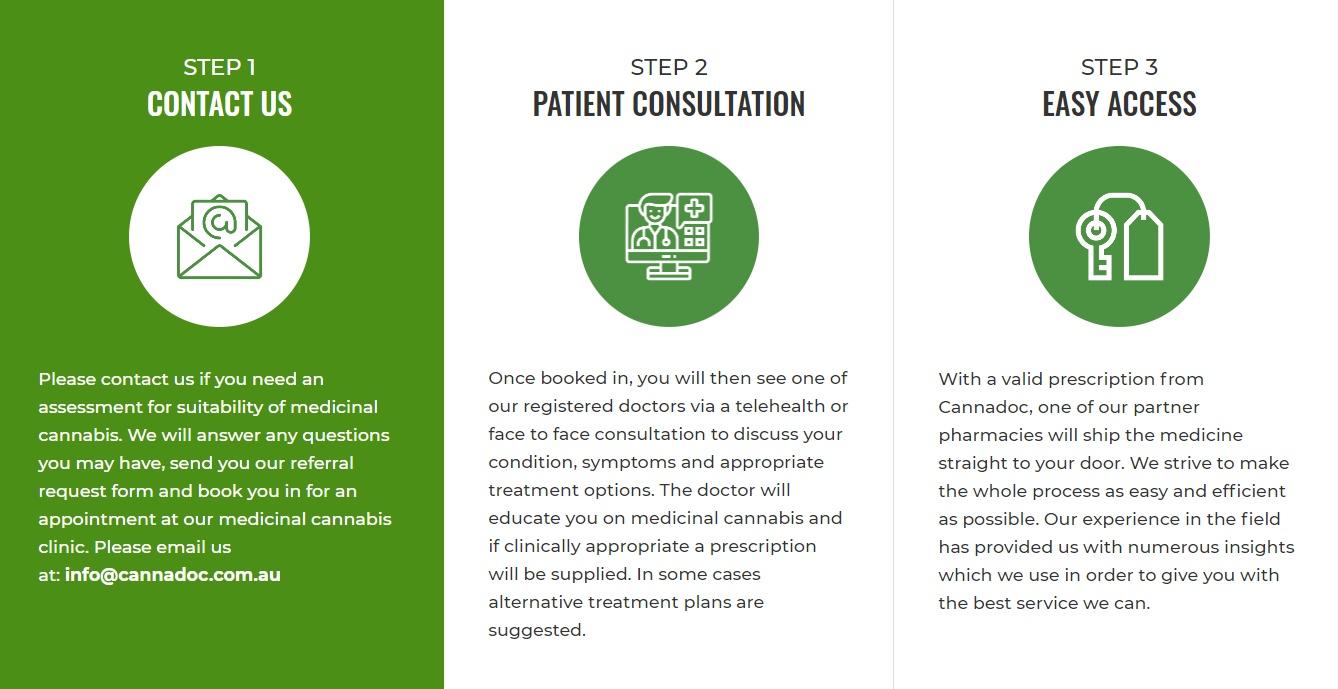 STEP 1
CONTACT US
Please contact us if you need an
assessment for suitability of medicinal
cannabis. We will answer any questions
you may have, send you our referral
request form and book you in for an
appointment at our medicinal cannabis
clinic. Please email us
at: info@cannadoc.com.au
STEP 2
PATIENT CONSULTATION
Once booked in, you will then see one of
our registered doctors via a telehealth or
face to face consultation to discuss your
condition, symptoms and appropriate
treatment options. The doctor will
educate you on medicinal cannabis and
if clinically appropriate a prescription
will be supplied. In some cases
alternative treatment plans are
suggested.
STEP 3
EASY ACCESS
With a valid prescription from
Cannadoc, one of our partner
pharmacies will ship the medicine
straight to your door. We strive to make
the whole process as easy and efficient
as possible. Our experience in the field
has provided us with numerous insights
which we use in order to give you with
the best service we can.